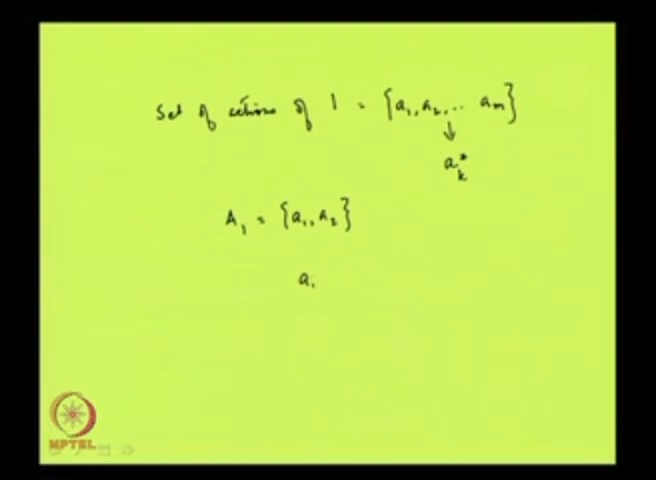 Set of actions of 1 = {a₁, a₂, .. aₘ}
↓
a*ₖ
A₁ = {a₁, a₂}
a₁
NPTEL